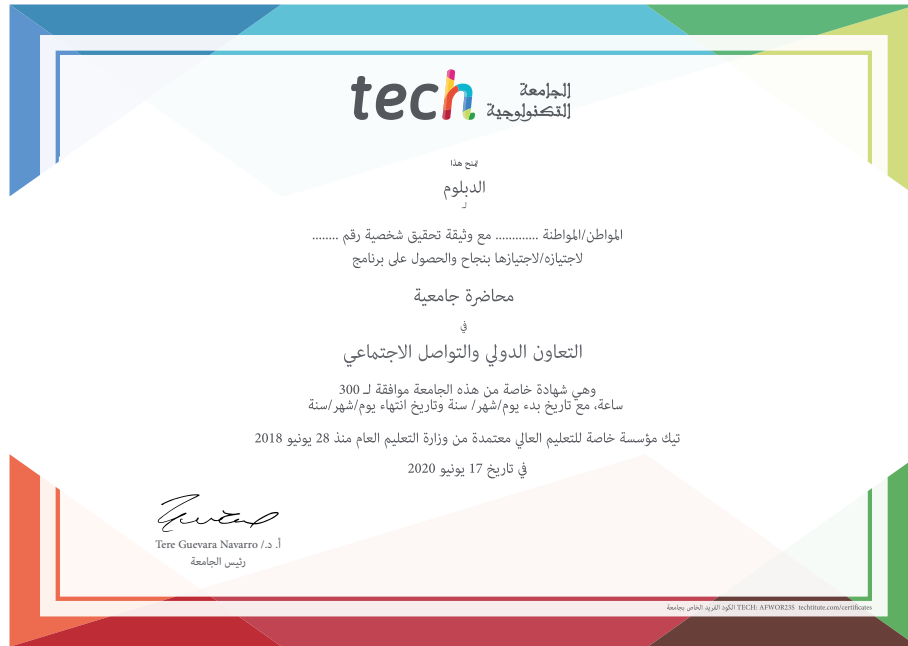 tech الجامعة
التكنولوجية
يمنح هذا
الدبلوم
لـ
المواطن/المواطنة ............. مع وثيقة تحقيق شخصية رقم ........
لاجتيازه/لاجتيازها بنجاح والحصول على برنامج
محاضرة جامعية
في
التعاون الدولي والتواصل الاجتماعي
وهي شهادة خاصة من هذه الجامعة موافقة لـ 300
ساعة، مع تاريخ بدء يوم/شهر/ سنة وتاريخ انتهاء يوم/شهر/سنة
تيك مؤسسة خاصة للتعليم العالي معتمدة من وزارة التعليم العام منذ 28 يونيو 2018
في تاريخ 17 يونيو 2020
أ. د./ Tere Guevara Navarro
رئيس الجامعة
الكود الفريد الخاص بجامعة TECH: AFWOR23S techtitute.com/certificates